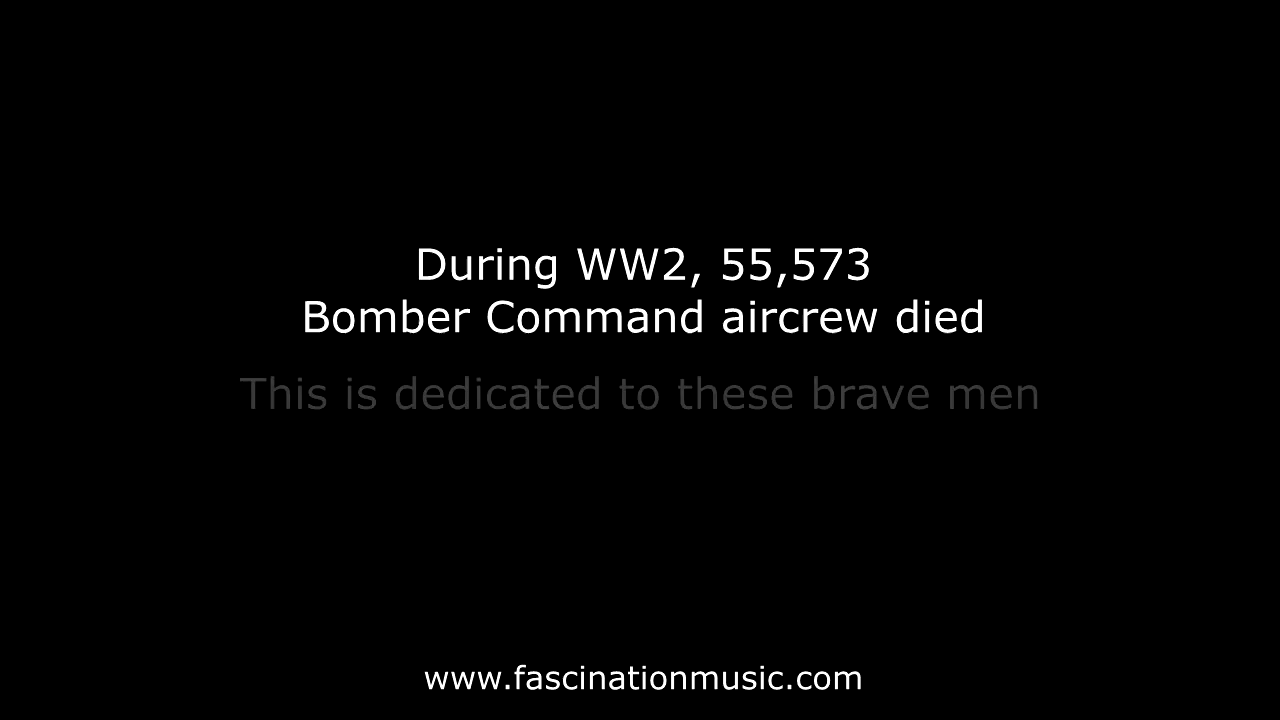 During WW2, 55,573
Bomber Command aircrew died
This is dedicated to these brave men
www.fascinationmusic.com